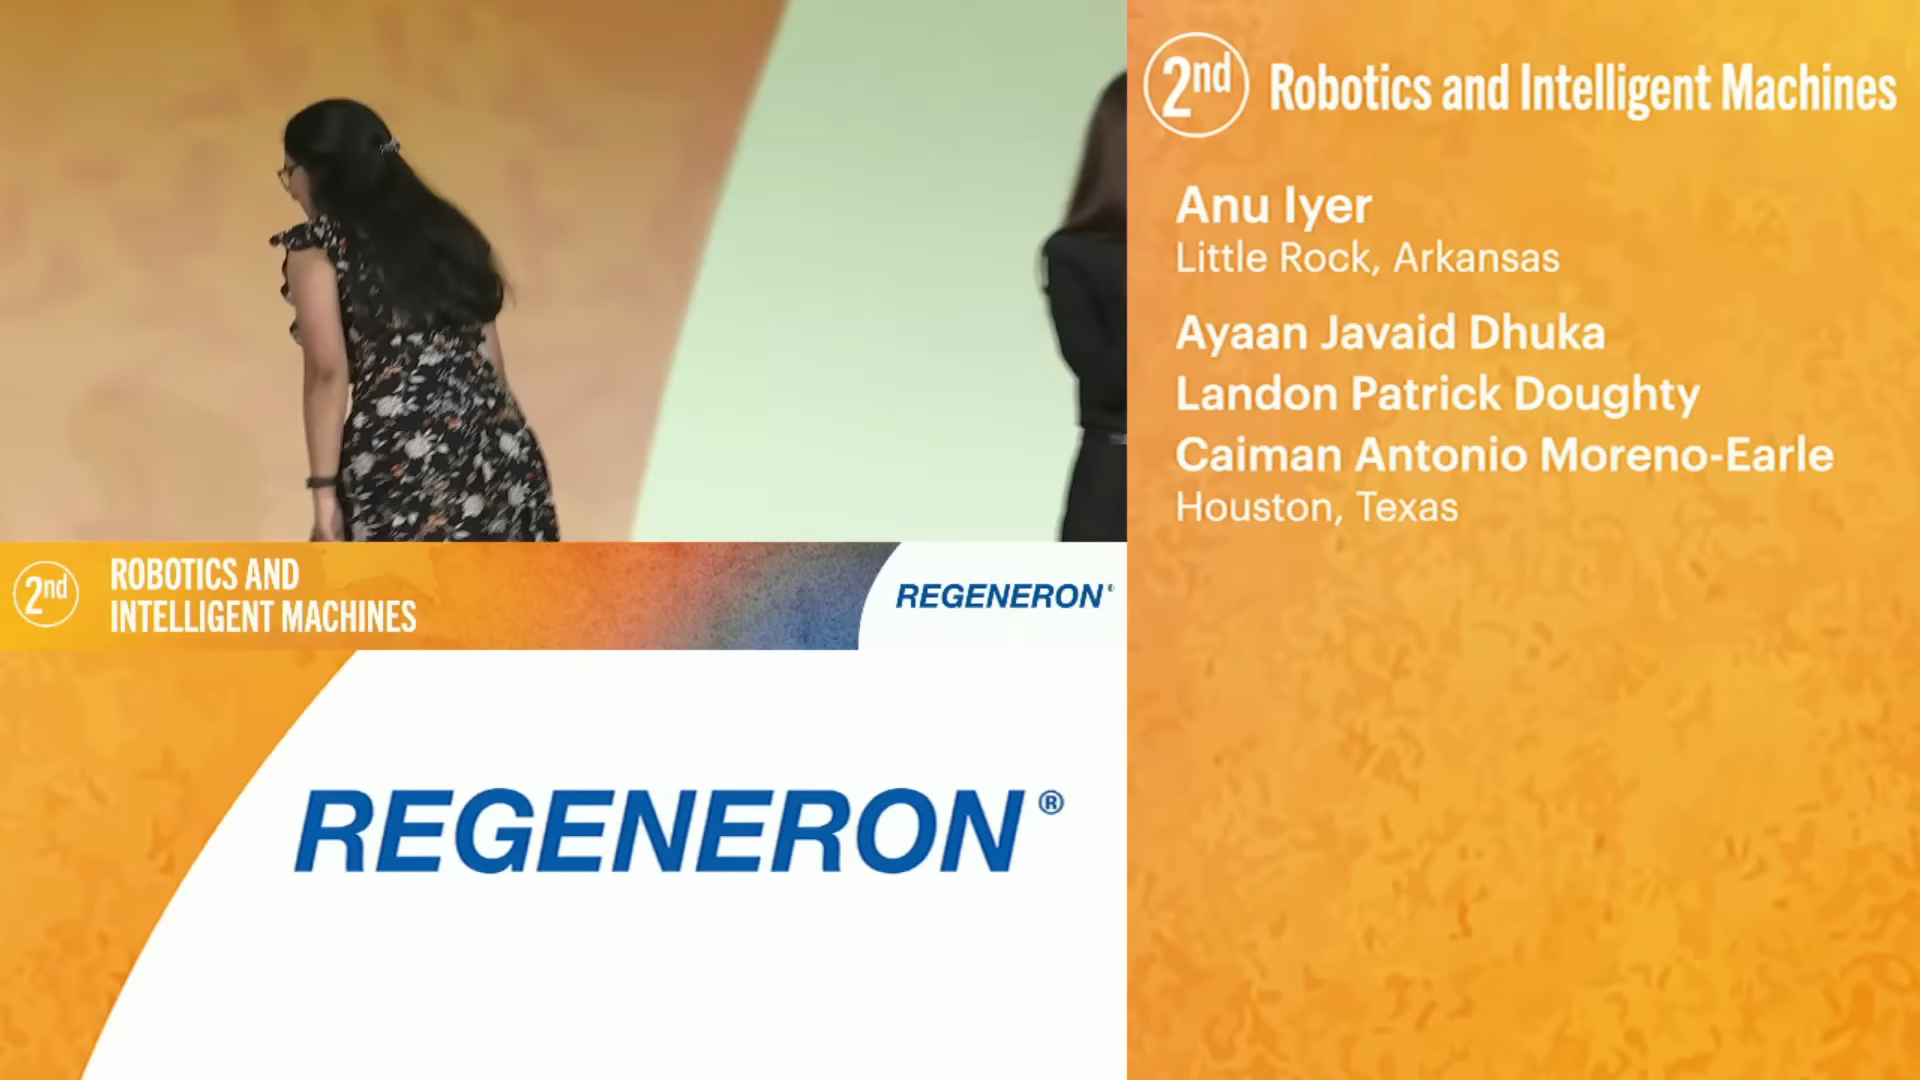 2nd Robotics and Intelligent Machines
Anu Iyer
Little Rock, Arkansas
Ayaan Javaid Dhuka
Landon Patrick Doughty
Caiman Antonio Moreno-Earle
Houston, Texas
2nd
ROBOTICS AND
INTELLIGENT MACHINES
REGENERON®
REGENERON®